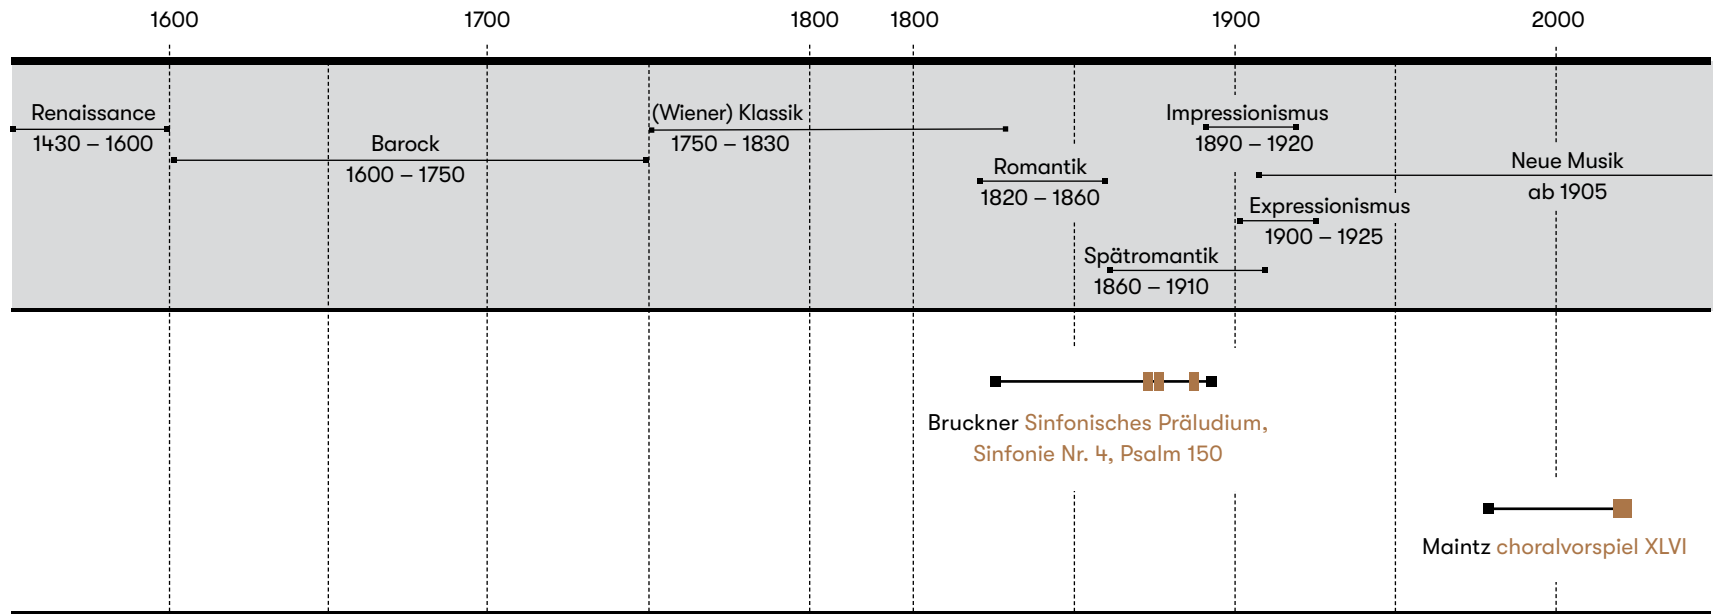 1600 1700 1800 1800 1900 2000
Renaissance
1430 – 1600
Barock
1600 – 1750
(Wiener) Klassik
1750 – 1830
Romantik
1820 – 1860
Spätromantik
1860 – 1910
Impressionismus
1890 – 1920
Expressionismus
1900 – 1925
Neue Musik
ab 1905
Bruckner Sinfonisches Präludium,
Sinfonie Nr. 4, Psalm 150
Maintz choralvorspiel XLVI